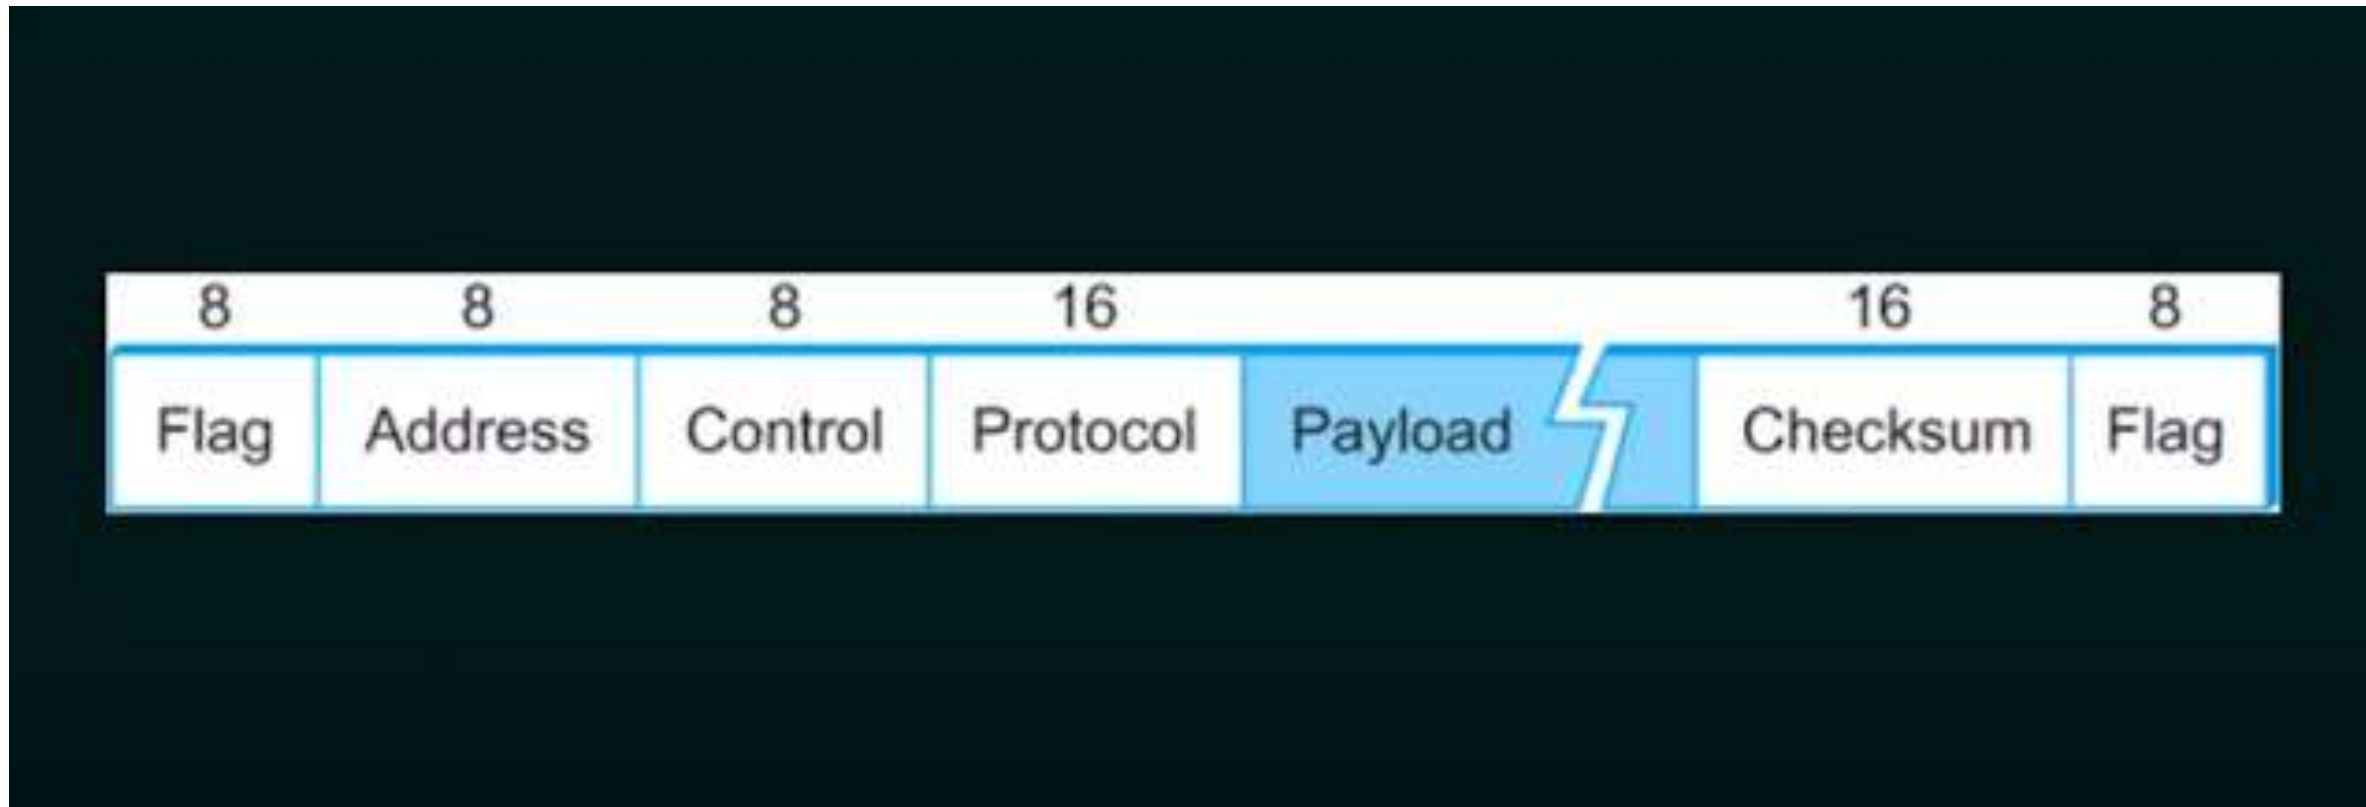 8 8 8 16 16 8
Flag Address Control Protocol Payload Checksum Flag